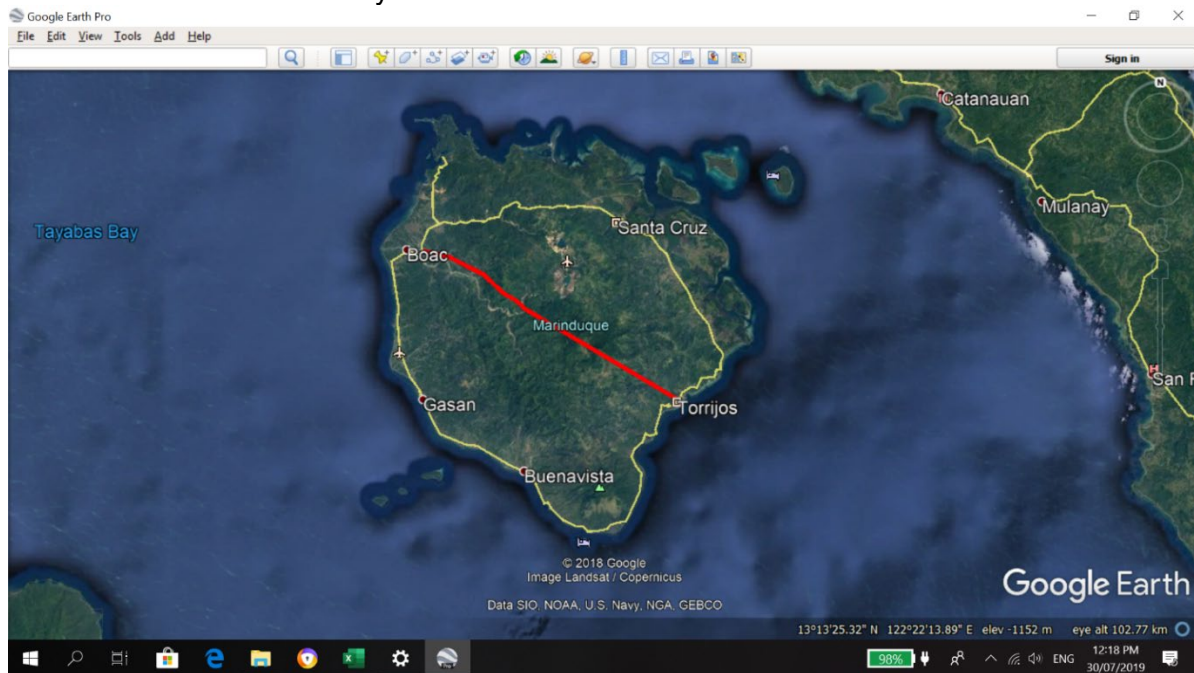 Google Earth Pro
File Edit View Tools Add Help
Sign in
N
Catanauan
Mulanay
Santa Cruz
Tayabas Bay
Boac
Marinduque
H
San F
Gasan
Torrijos
Buenavista
© 2018 Google
Image Landsat / Copernicus
Data SIO, NOAA, U.S. Navy, NGA, GEBCO
Google Earth
13°13'25.32" N 122°22'13.89" E elev -1152 m eye alt 102.77 km
98% ENG 12:18 PM
30/07/2019